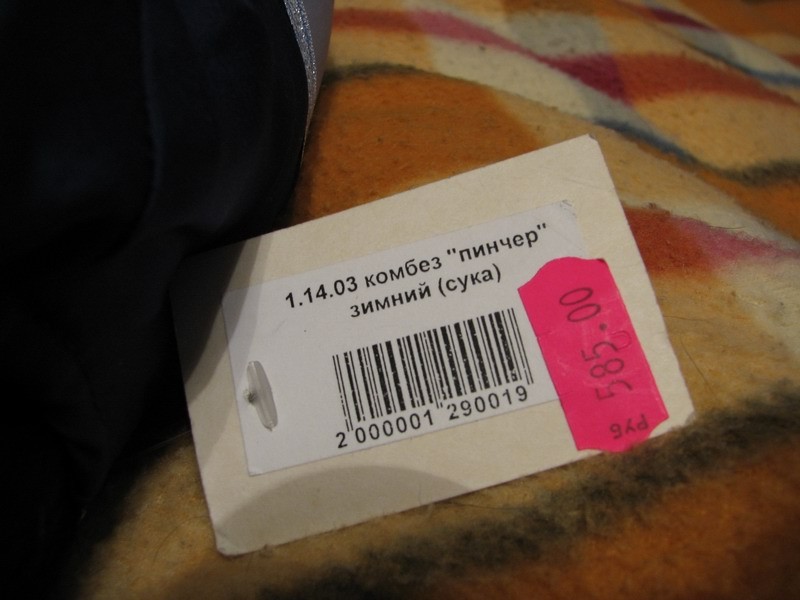 1.14.03 комбез "пинчер"
зимний (сука)
2 000001 290019
585.00
РУБ